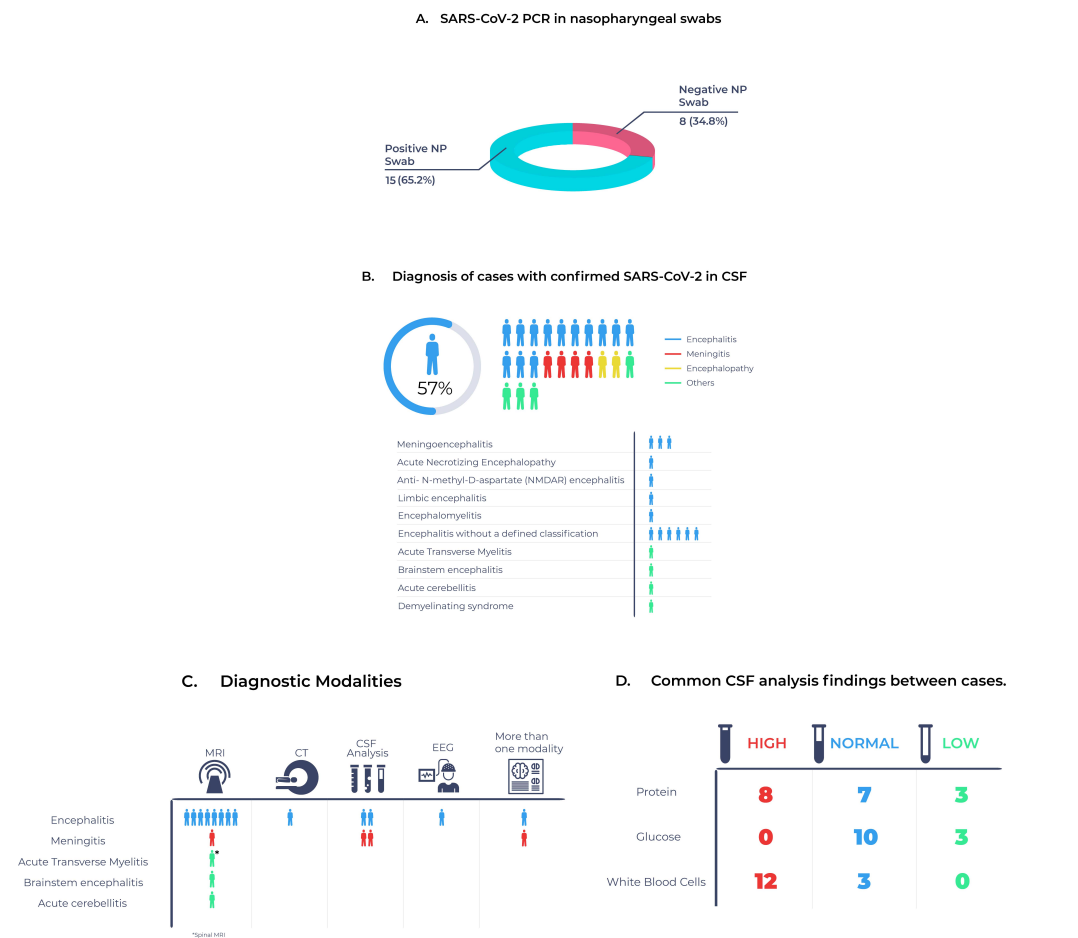 A. SARS-CoV-2 PCR in nasopharyngeal swabs
Negative NP
Swab
8 (34.8%)
Positive NP
Swab
15 (65.2%)
B. Diagnosis of cases with confirmed SARS-CoV-2 in CSF
57%
Encephalitis
Meningitis
Encephalopathy
Others
Meningoencephalitis
Acute Necrotizing Encephalopathy
Anti- N-methyl-D-aspartate (NMDAR) encephalitis
Limbic encephalitis
Encephalomyelitis
Encephalitis without a defined classification
Acute Transverse Myelitis
Brainstem encephalitis
Acute cerebellitis
Demyelinating syndrome
C. Diagnostic Modalities
MRI
CT
CSF
Analysis
EEG
More than
one modality
Encephalitis
Meningitis
Acute Transverse Myelitis
*
Brainstem encephalitis
Acute cerebellitis
*Spinal MRI
D. Common CSF analysis findings between cases.
HIGH NORMAL LOW
Protein 8 7 3
Glucose 0 10 3
White Blood Cells 12 3 0